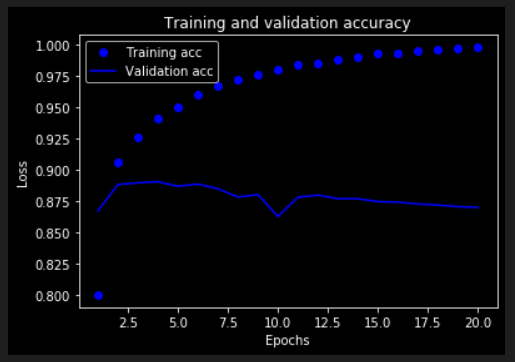 Training and validation accuracy
Training acc
Validation acc
1.000
0.975
0.950
0.925
0.900
0.875
0.850
0.825
0.800
Loss
2.5 5.0 7.5 10.0 12.5 15.0 17.5 20.0
Epochs